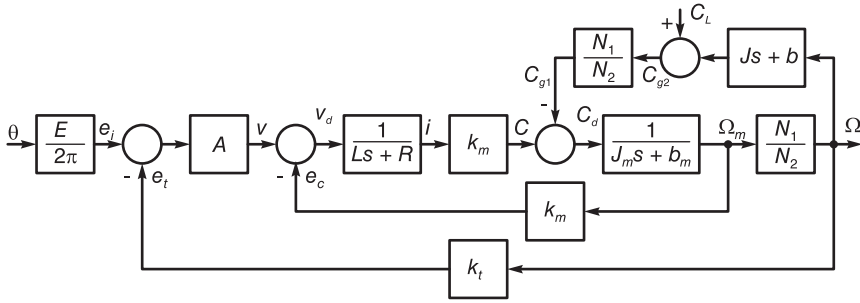 + C_L
N_1
N_2
Js + b
C_g1
C_g2
-
θ
E
2π
e_i
-
e_t
A
v
-
e_c
v_d
1
Ls + R
i
k_m
C
C_d
1
J_m s + b_m
Ω_m
N_1
N_2
Ω
k_m
k_t